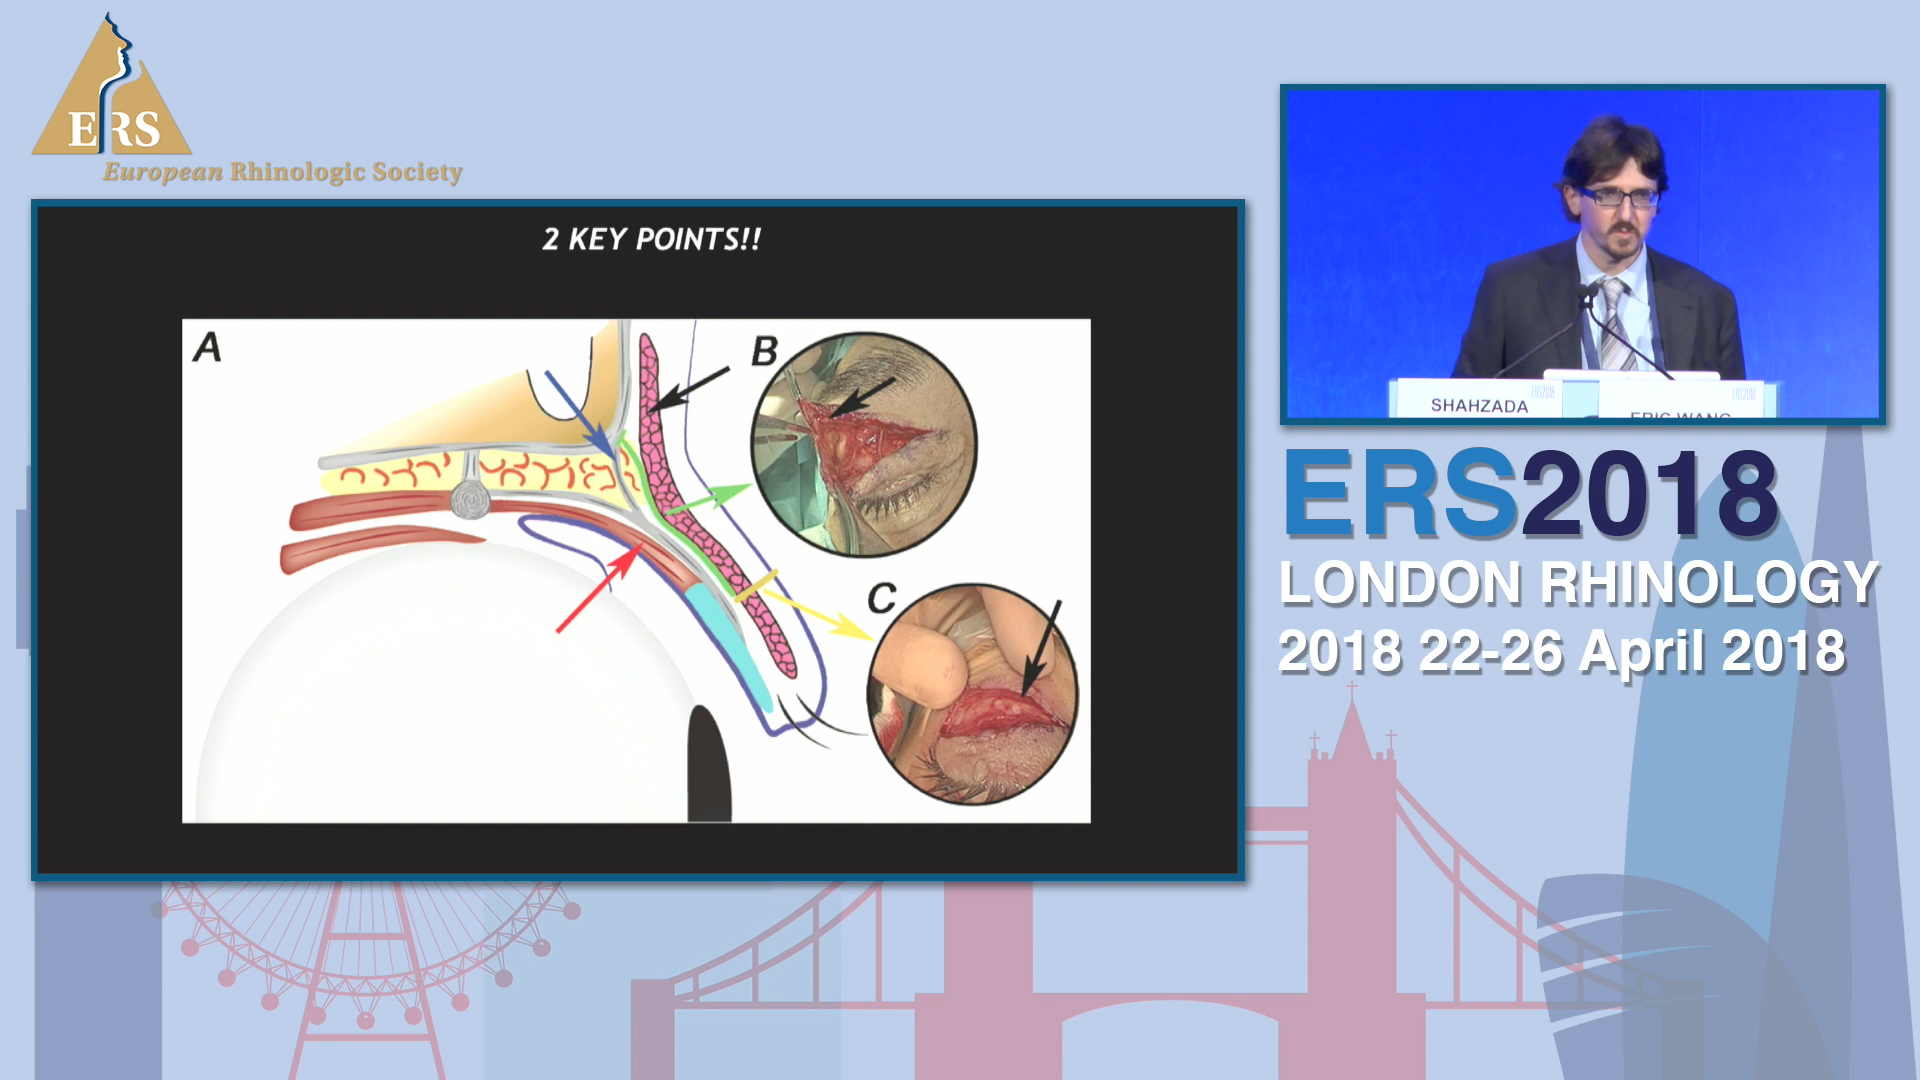 ERS
European Rhinologic Society
2 KEY POINTS!!
A
B
C
SHAHZADA
ERIC WANG
ERS2018
LONDON RHINOLOGY
2018 22-26 April 2018